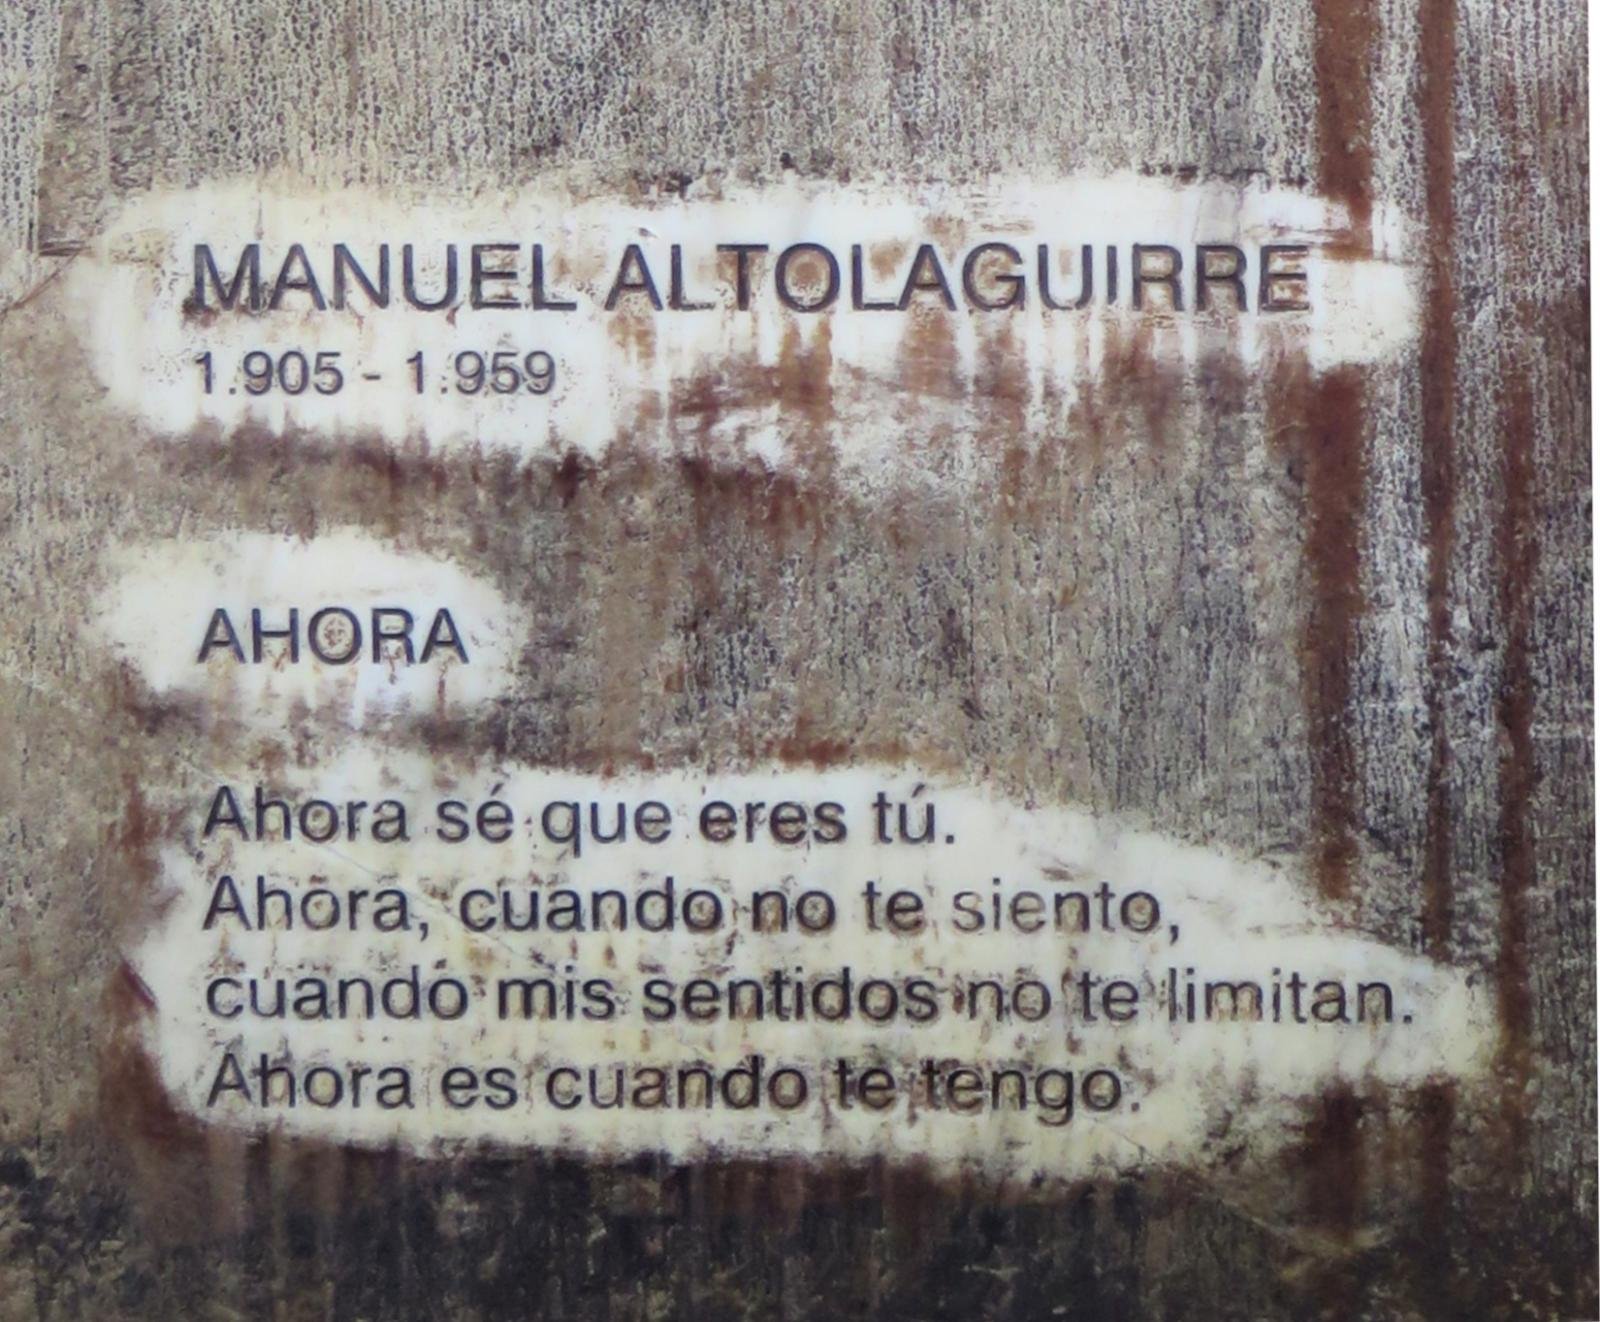 MANUEL ALTOLAGUIRRE
1.905 - 1.959
AHORA
Ahora sé que eres tú.
Ahora, cuando no te siento,
cuando mis sentidos no te limitan.
Ahora es cuando te tengo.